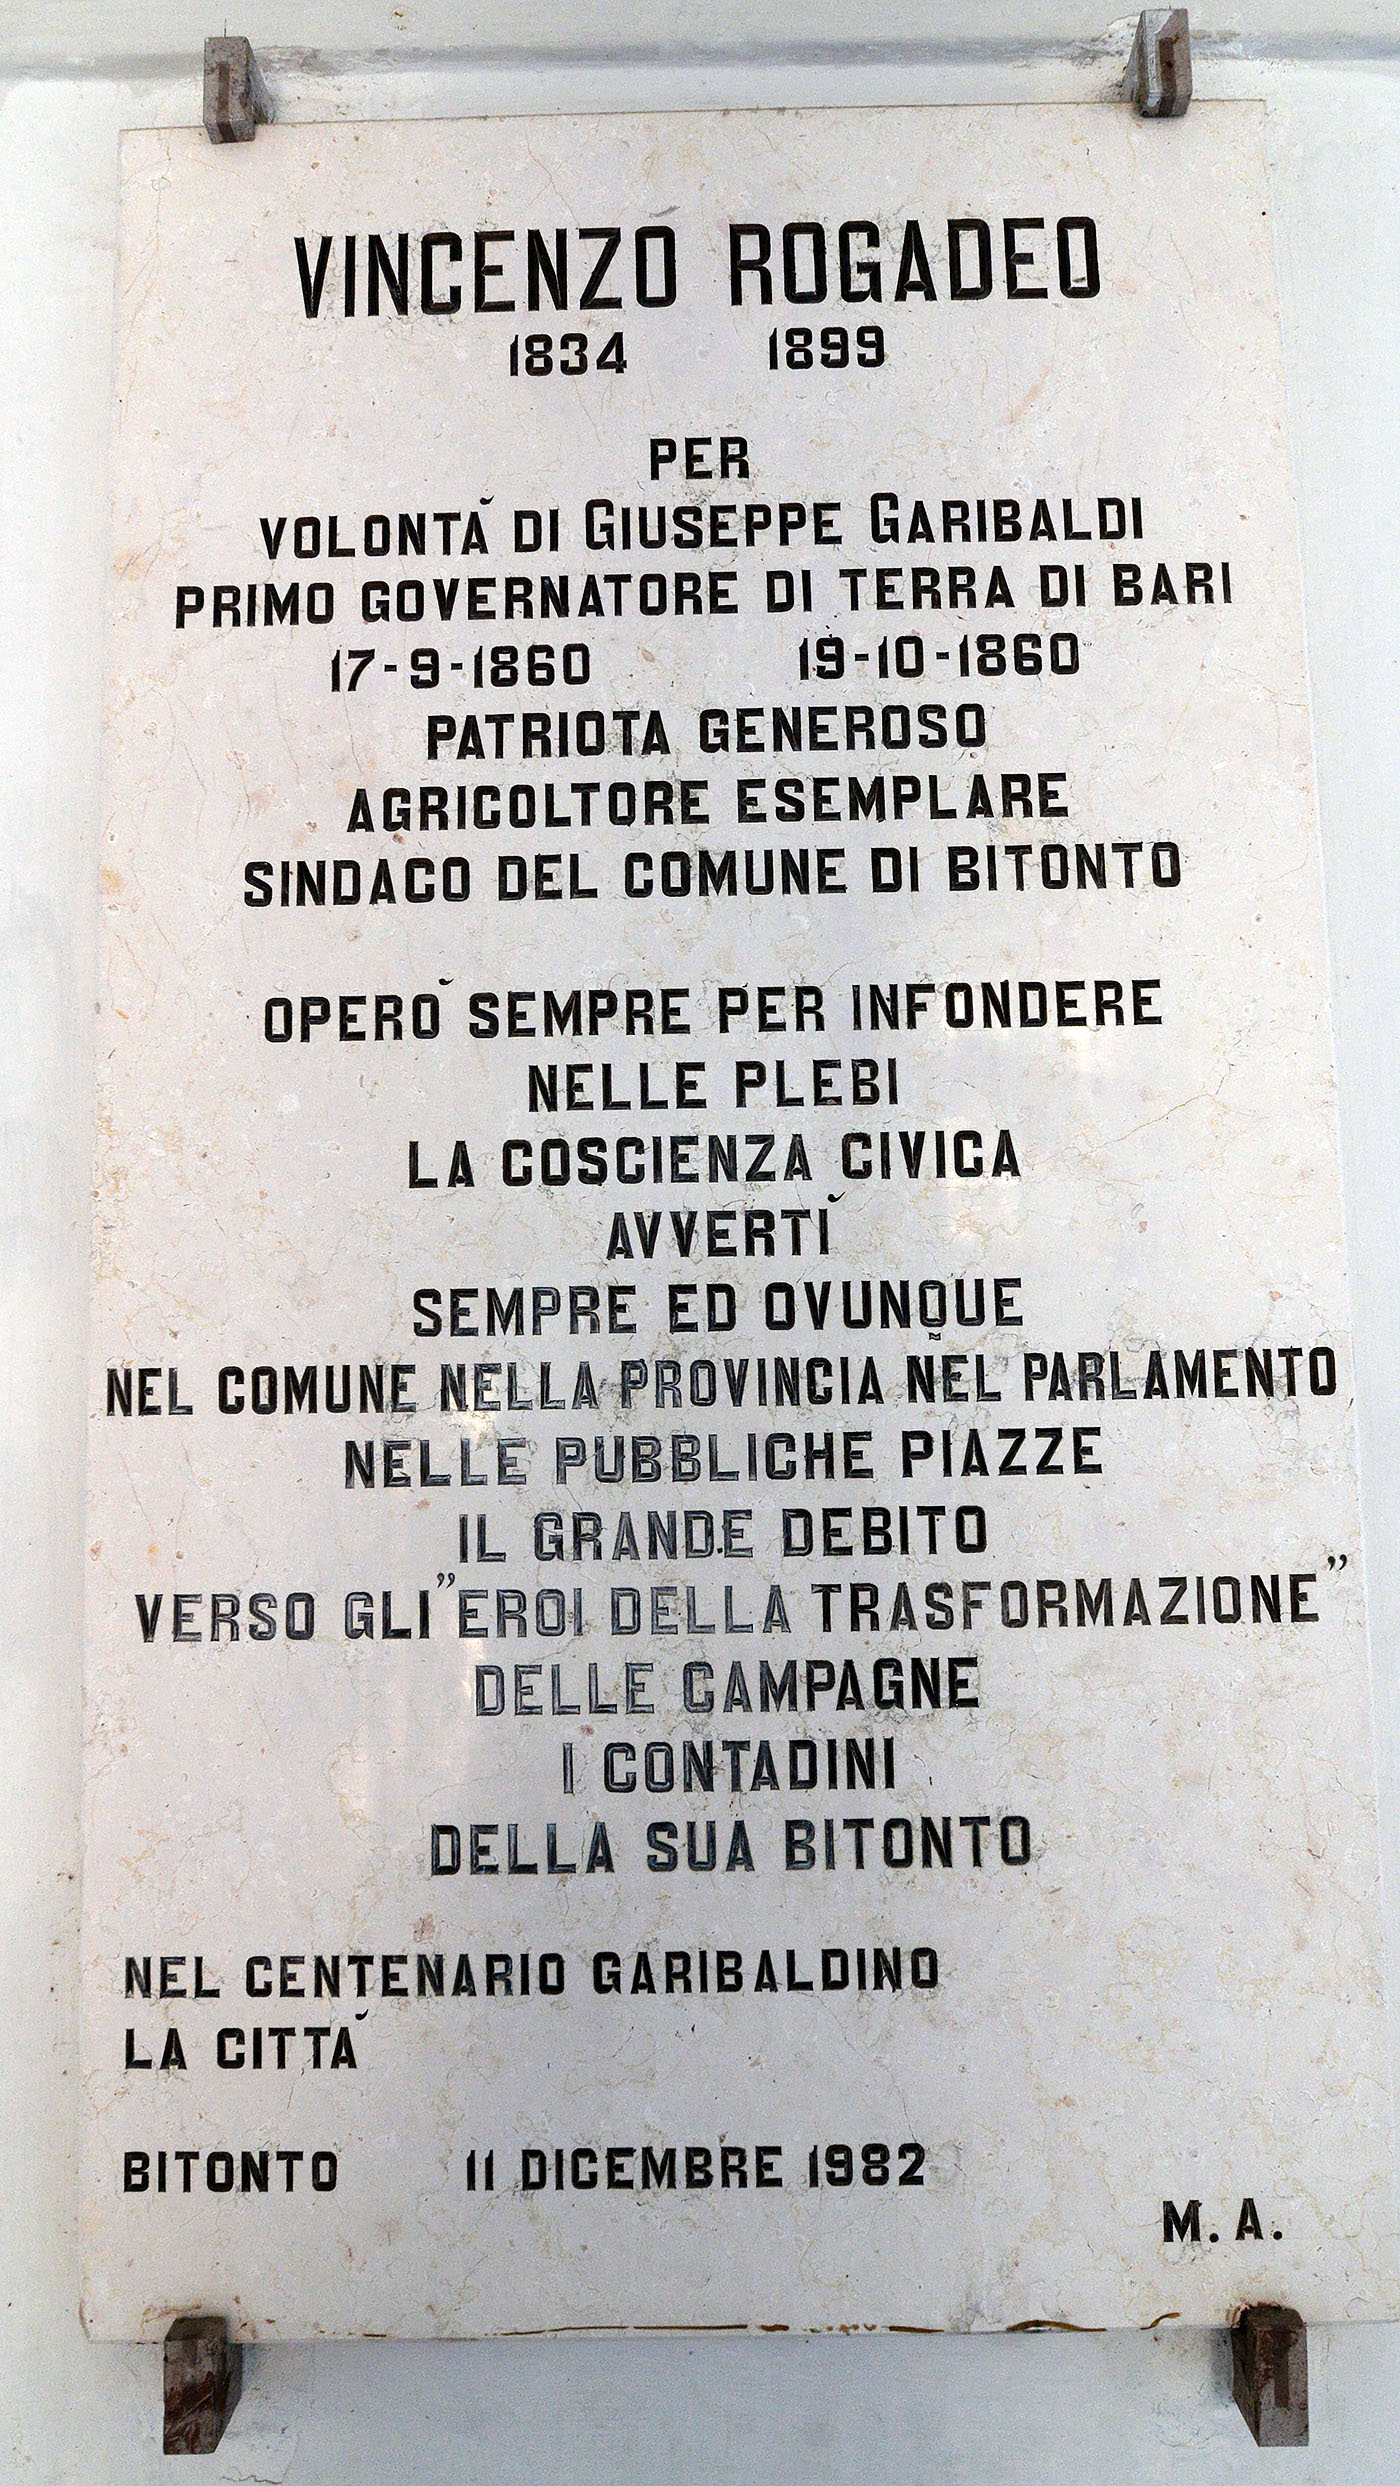 VINCENZO ROGADEO
1834 1899
PER
VOLONTÀ DI GIUSEPPE GARIBALDI
PRIMO GOVERNATORE DI TERRA DI BARI
17-9-1860 19-10-1860
PATRIOTA GENEROSO
AGRICOLTORE ESEMPLARE
SINDACO DEL COMUNE DI BITONTO
OPERÒ SEMPRE PER INFONDERE
NELLE PLEBI
LA COSCIENZA CIVICA
AVVERTÌ
SEMPRE ED OVUNQUE
NEL COMUNE NELLA PROVINCIA NEL PARLAMENTO
NELLE PUBBLICHE PIAZZE
IL GRANDE DEBITO
VERSO GLI ”EROI DELLA TRASFORMAZIONE”
DELLE CAMPAGNE
I CONTADINI
DELLA SUA BITONTO
NEL CENTENARIO GARIBALDINO
LA CITTÀ
BITONTO 11 DICEMBRE 1982
M. A.